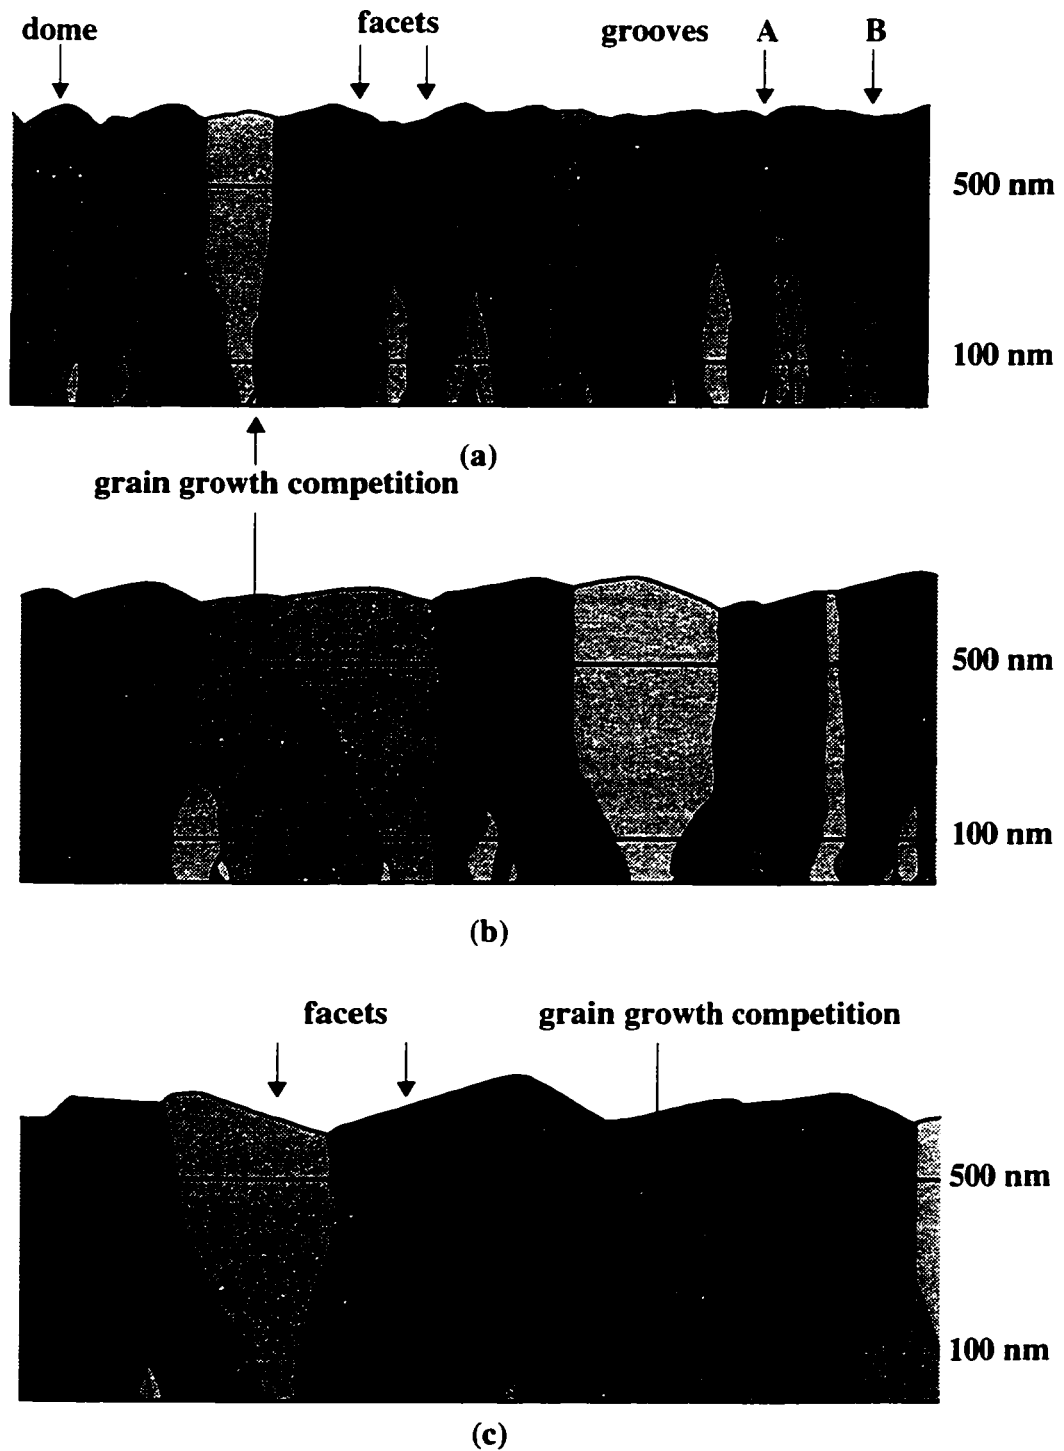 dome facets grooves A B
500 nm
100 nm
(a)
grain growth competition
500 nm
100 nm
(b)
facets grain growth competition
500 nm
100 nm
(c)